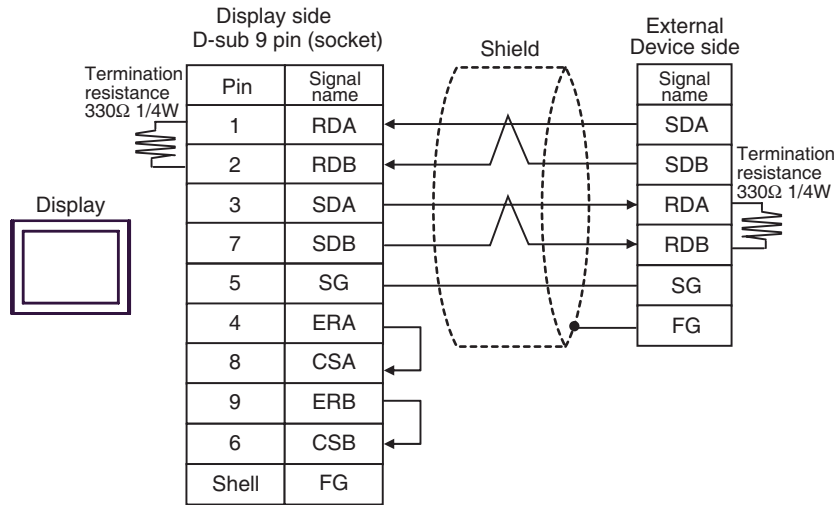 Display side
D-sub 9 pin (socket)
Shield
External
Device side
Termination
resistance
330Ω 1/4W
Pin
Signal
name
Signal
name
1
RDA
SDA
2
RDB
SDB
Termination
resistance
330Ω 1/4W
3
SDA
RDA
Display
7
SDB
RDB
5
SG
SG
4
ERA
FG
8
CSA
9
ERB
6
CSB
Shell
FG